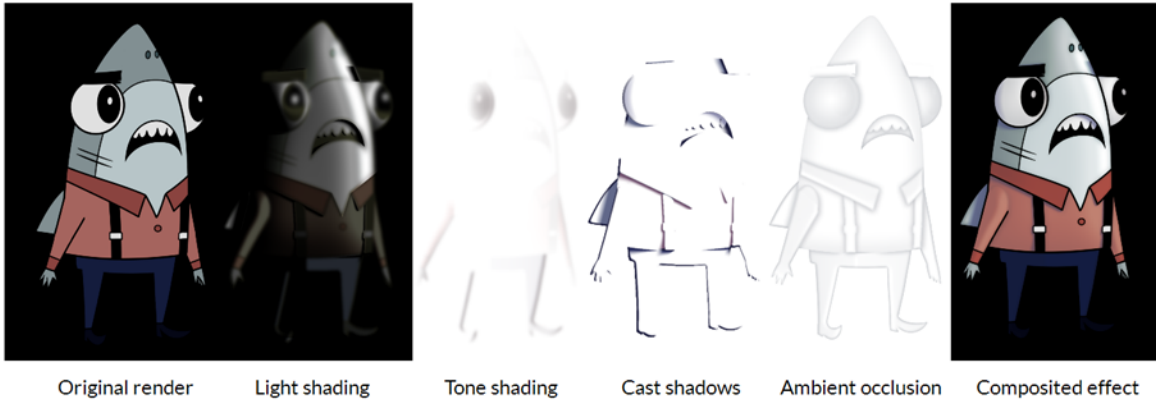 Original render
Light shading
Tone shading
Cast shadows
Ambient occlusion
Composited effect